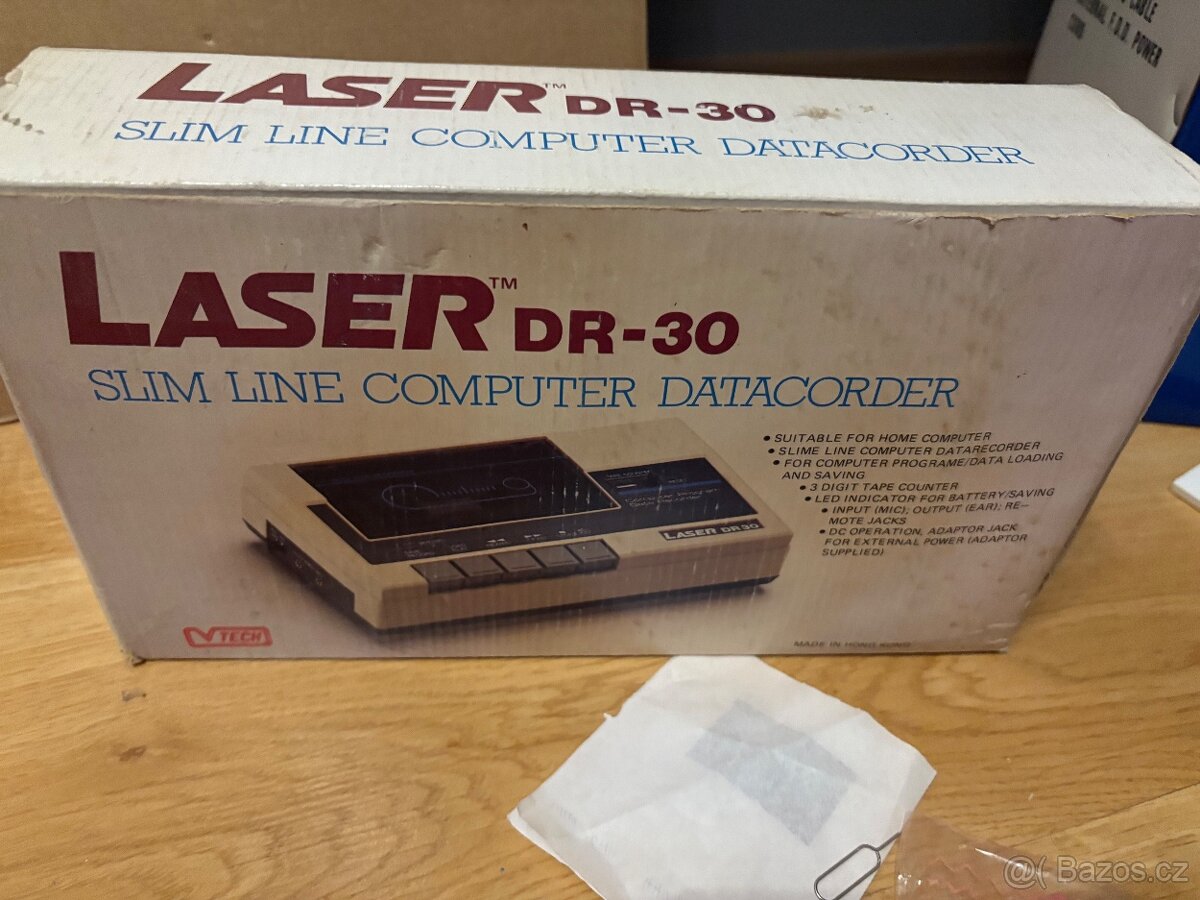 LASER™ DR-30
SLIM LINE COMPUTER DATACORDER
LASER™ DR-30
SLIM LINE COMPUTER DATACORDER
• SUITABLE FOR HOME COMPUTER
• SLIME LINE COMPUTER DATARECORDER
• FOR COMPUTER PROGRAME/DATA LOADING
AND SAVING
• 3 DIGIT TAPE COUNTER
• LED INDICATOR FOR BATTERY/SAVING
• INPUT (MIC); OUTPUT (EAR); RE-
MOTE JACKS
• DC OPERATION, ADAPTOR JACK
FOR EXTERNAL POWER (ADAPTOR
SUPPLIED)
LASER DR30
VTECH
MADE IN HONG KONG
CABLE
F.D.D. POWER
Bazos.cz